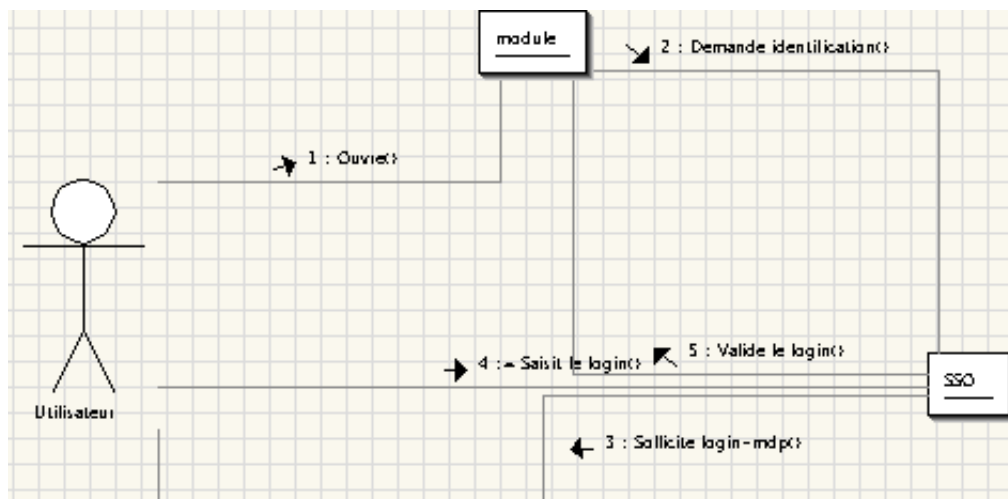 module
2 : Demande identification()
1 : Ouvre()
5 : Valide le login()
4 := Saisit le login()
SSO
Utilisateur
3 : Sollicite login-mdp()